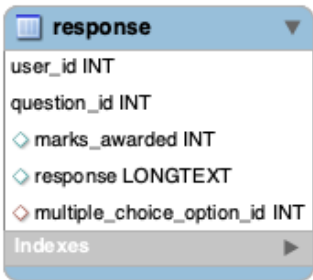 response
user_id INT
question_id INT
marks_awarded INT
response LONGTEXT
multiple_choice_option_id INT
Indexes